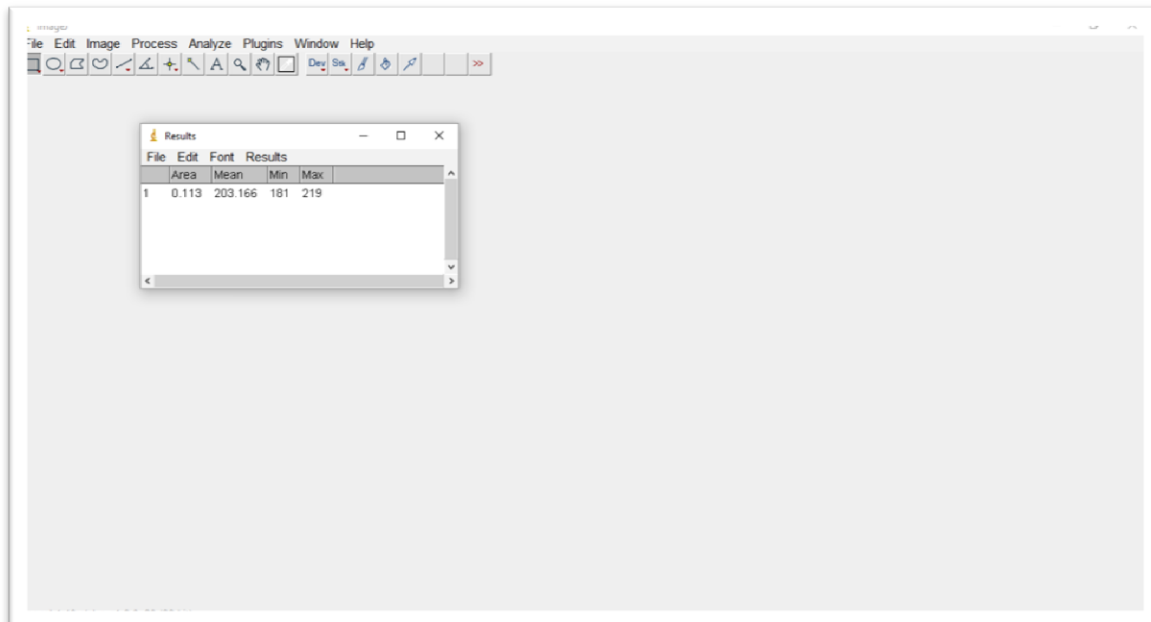 File Edit Image Process Analyze Plugins Window Help
Dev Stk >>
Results
File Edit Font Results
Area Mean Min Max
1 0.113 203.166 181 219